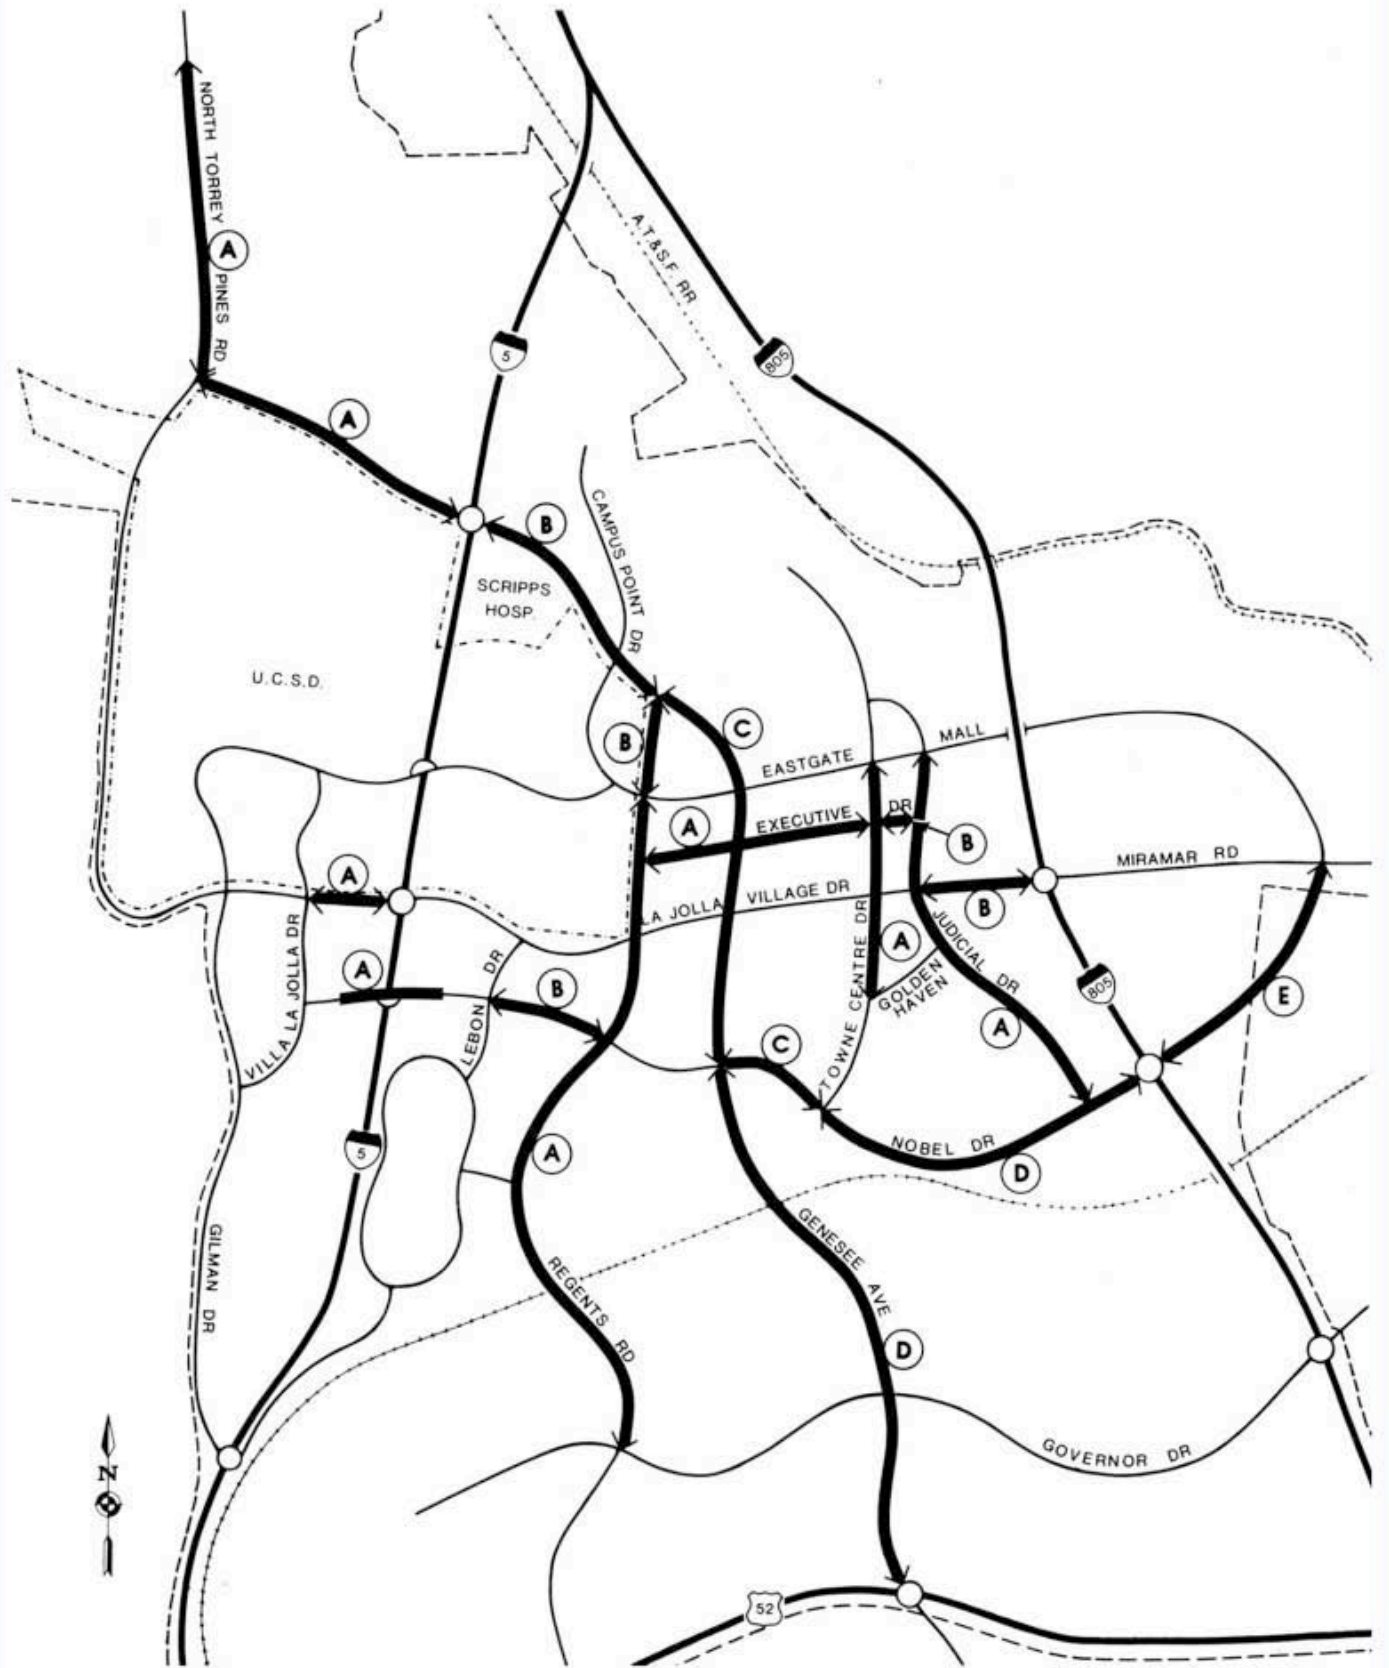 NORTH TORREY PINES RD
A
A.T.&S.F. RR
5
805
A
B
CAMPUS POINT DR
SCRIPPS
HOSP.
U.C.S.D.
B
C
EASTGATE MALL
A
EXECUTIVE DR
B
MIRAMAR RD
A
LA JOLLA VILLAGE DR
B
VILLA LA JOLLA DR
A
LEBON DR
B
TOWNE CENTRE DR
A
GOLDEN
HAVEN
JUDICIAL DR
A
805
E
C
5
A
NOBEL DR
D
GILMAN DR
REGENTS RD
GENESEE AVE
D
GOVERNOR DR
N
52